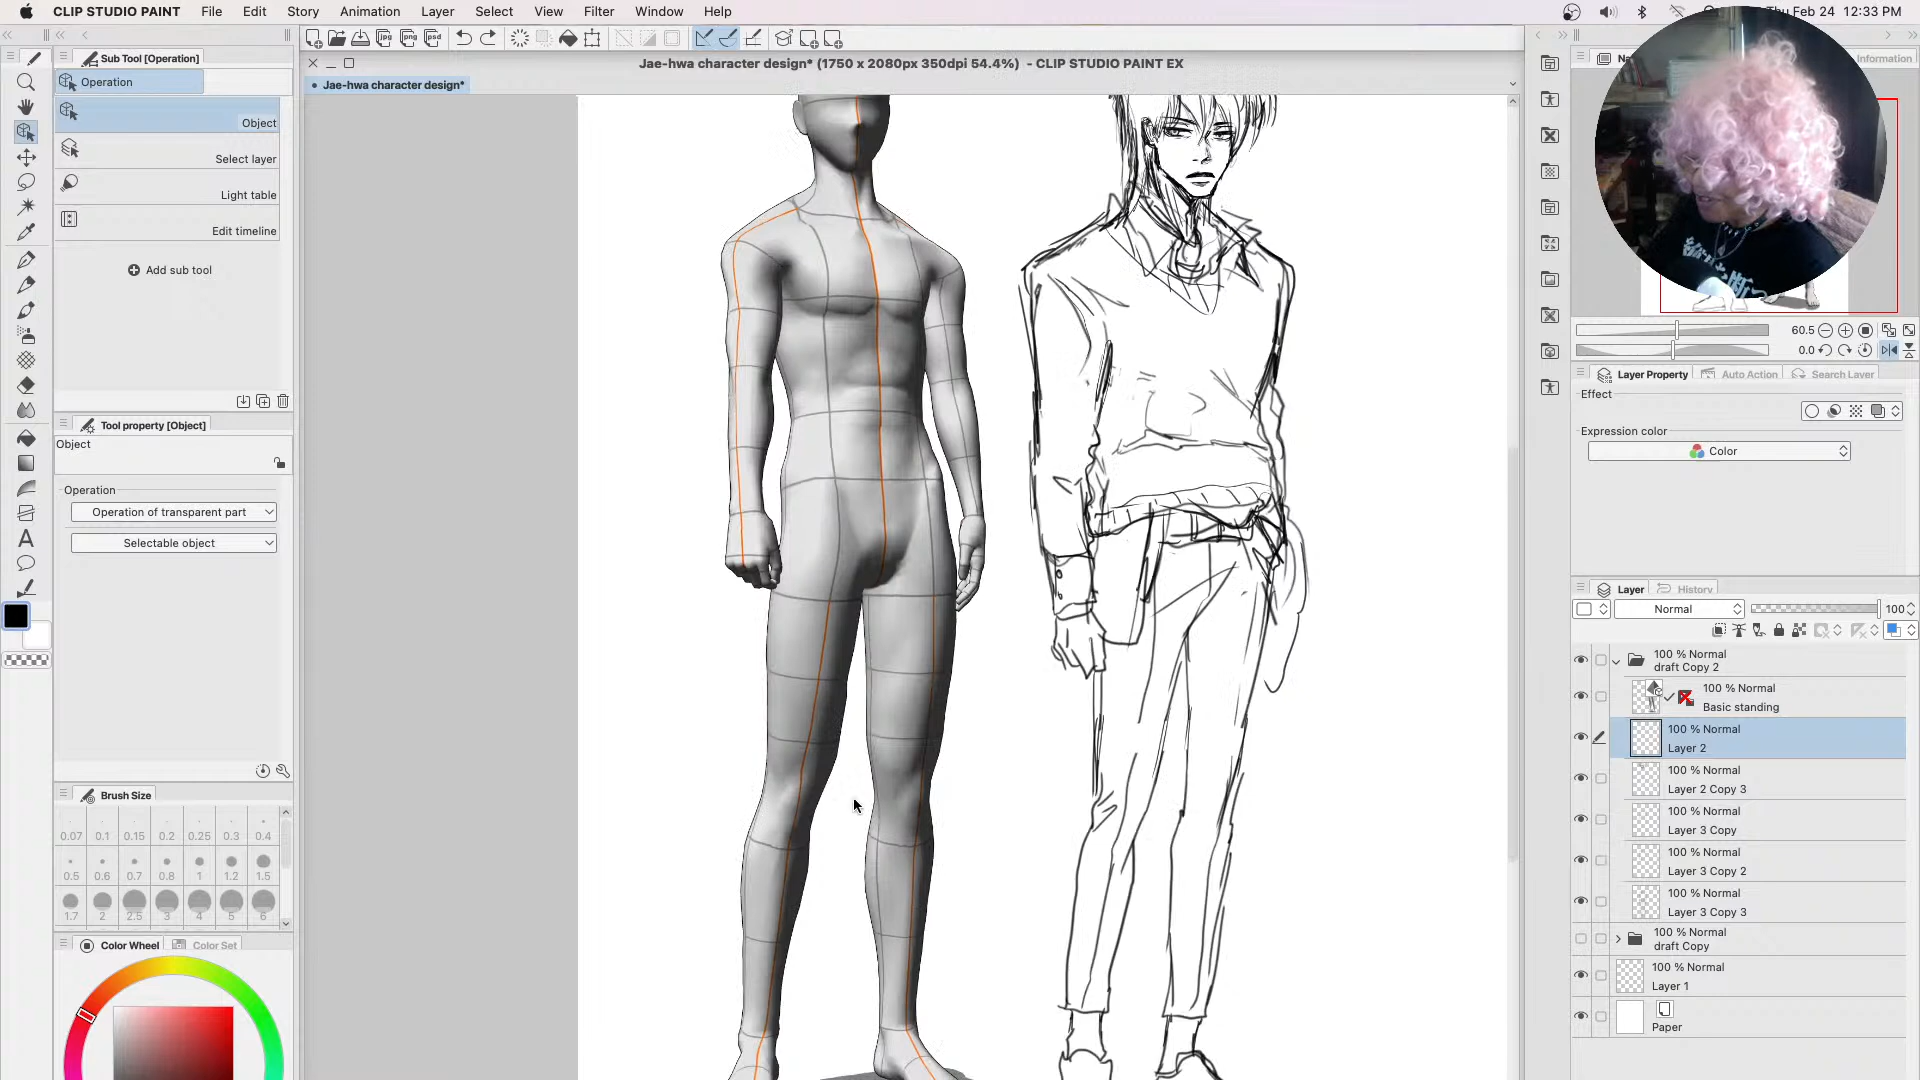 CLIP STUDIO PAINT File Edit Story Animation Layer Select View Filter Window Help
Thu Feb 24 12:33 PM
Sub Tool [Operation]
Operation
Object
Select layer
Light table
Edit timeline
Add sub tool
Tool property [Object]
Object
Operation
Operation of transparent part
Selectable object
Brush Size
0.07 0.1 0.15 0.2 0.25 0.3 0.4
0.5 0.6 0.7 0.8 1 1.2 1.5
1.7 2 2.5 3 4 5 6
Color Wheel Color Set
Jae-hwa character design* (1750 x 2080px 350dpi 54.4%) - CLIP STUDIO PAINT EX
Jae-hwa character design*
Information
60.5
0.0
Layer Property Auto Action Search Layer
Effect
Expression color
Color
Layer History
Normal 100
100 % Normal
draft Copy 2
100 % Normal
Basic standing
100 % Normal
Layer 2
100 % Normal
Layer 2 Copy 3
100 % Normal
Layer 3 Copy
100 % Normal
Layer 3 Copy 2
100 % Normal
Layer 3 Copy 3
100 % Normal
draft Copy
100 % Normal
Layer 1
Paper